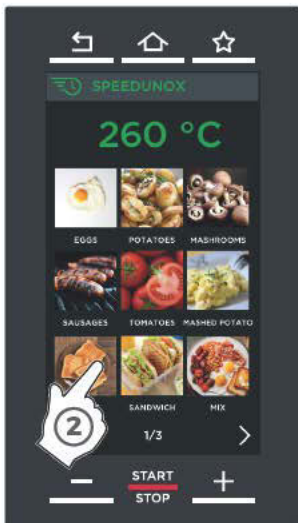 SPEEDUNOX
260 °C
EGGS POTATOES MASHROOMS
SAUSAGES TOMATOES MASHED POTATO
SANDWICH MIX
2
1/3 >
− START +
STOP